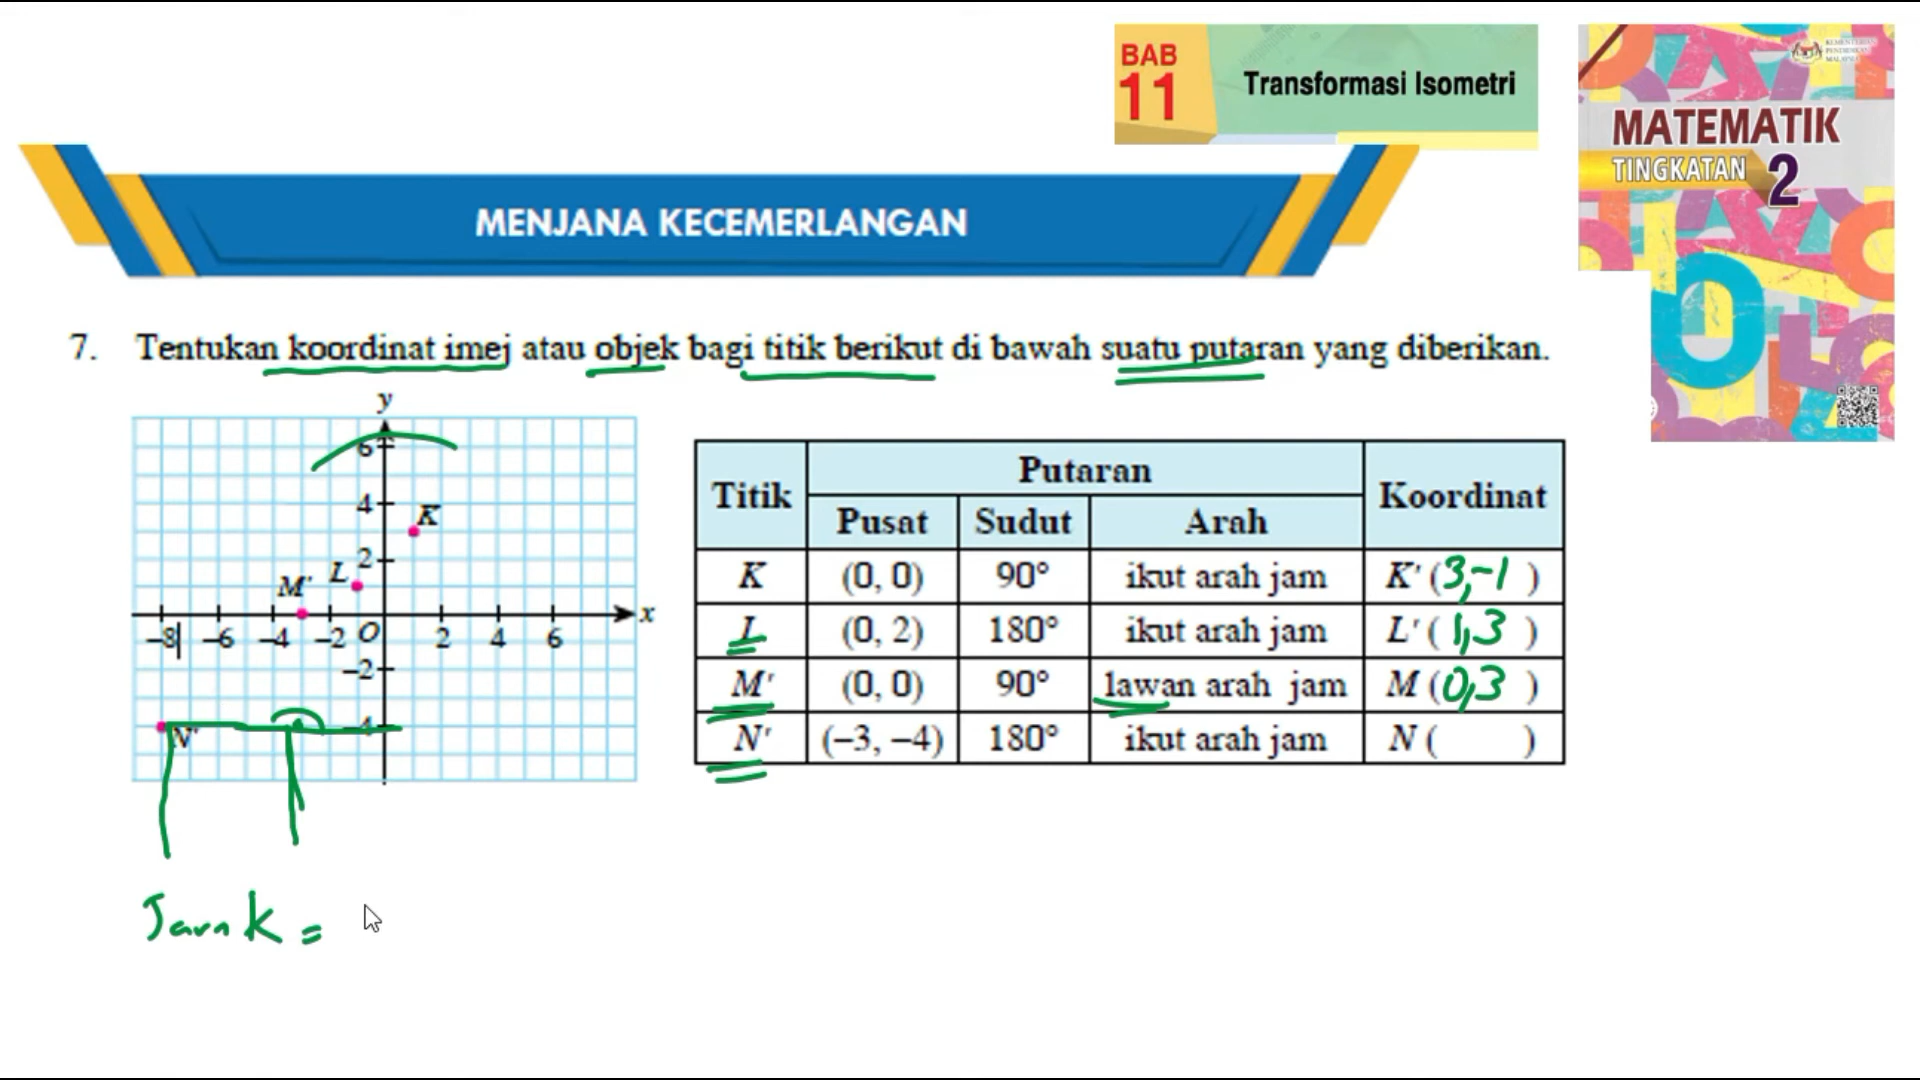 BAB
11
Transformasi Isometri
KEMENTERIAN
PENDIDIKAN
MALAYSIA
MATEMATIK
TINGKATAN 2
MENJANA KECEMERLANGAN
7. Tentukan koordinat imej atau objek bagi titik berikut di bawah suatu putaran yang diberikan.
y
6
4
K
2
L
M'
-8 -6 -4 -2 O 2 4 6 x
-2
-4
N'
Titik Putaran Koordinat
Pusat Sudut Arah
K (0, 0) 90° ikut arah jam K' (3,-1)
L (0, 2) 180° ikut arah jam L' (1,3)
M' (0, 0) 90° lawan arah jam M (0,3)
N' (–3, –4) 180° ikut arah jam N ( )
=